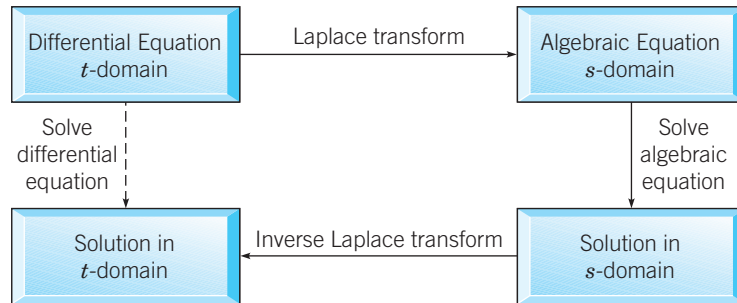 Differential Equation
t-domain
Laplace transform
Algebraic Equation
s-domain
Solve
differential
equation
Solve
algebraic
equation
Solution in
t-domain
Inverse Laplace transform
Solution in
s-domain